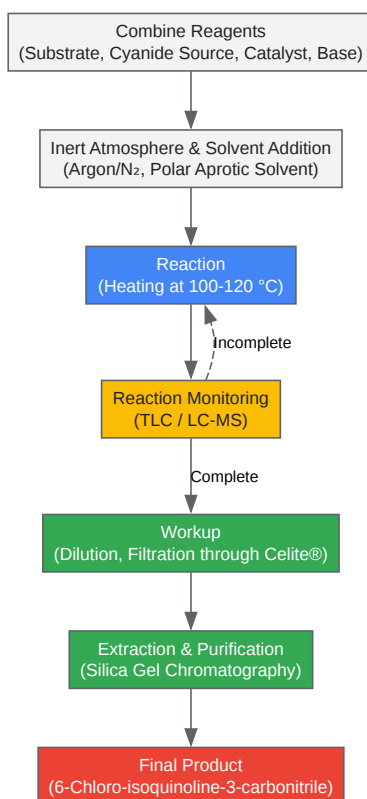 Combine Reagents
(Substrate, Cyanide Source, Catalyst, Base)
Inert Atmosphere & Solvent Addition
(Argon/N₂, Polar Aprotic Solvent)
Reaction
(Heating at 100-120 °C)
Incomplete
Reaction Monitoring
(TLC / LC-MS)
Complete
Workup
(Dilution, Filtration through Celite®)
Extraction & Purification
(Silica Gel Chromatography)
Final Product
(6-Chloro-isoquinoline-3-carbonitrile)